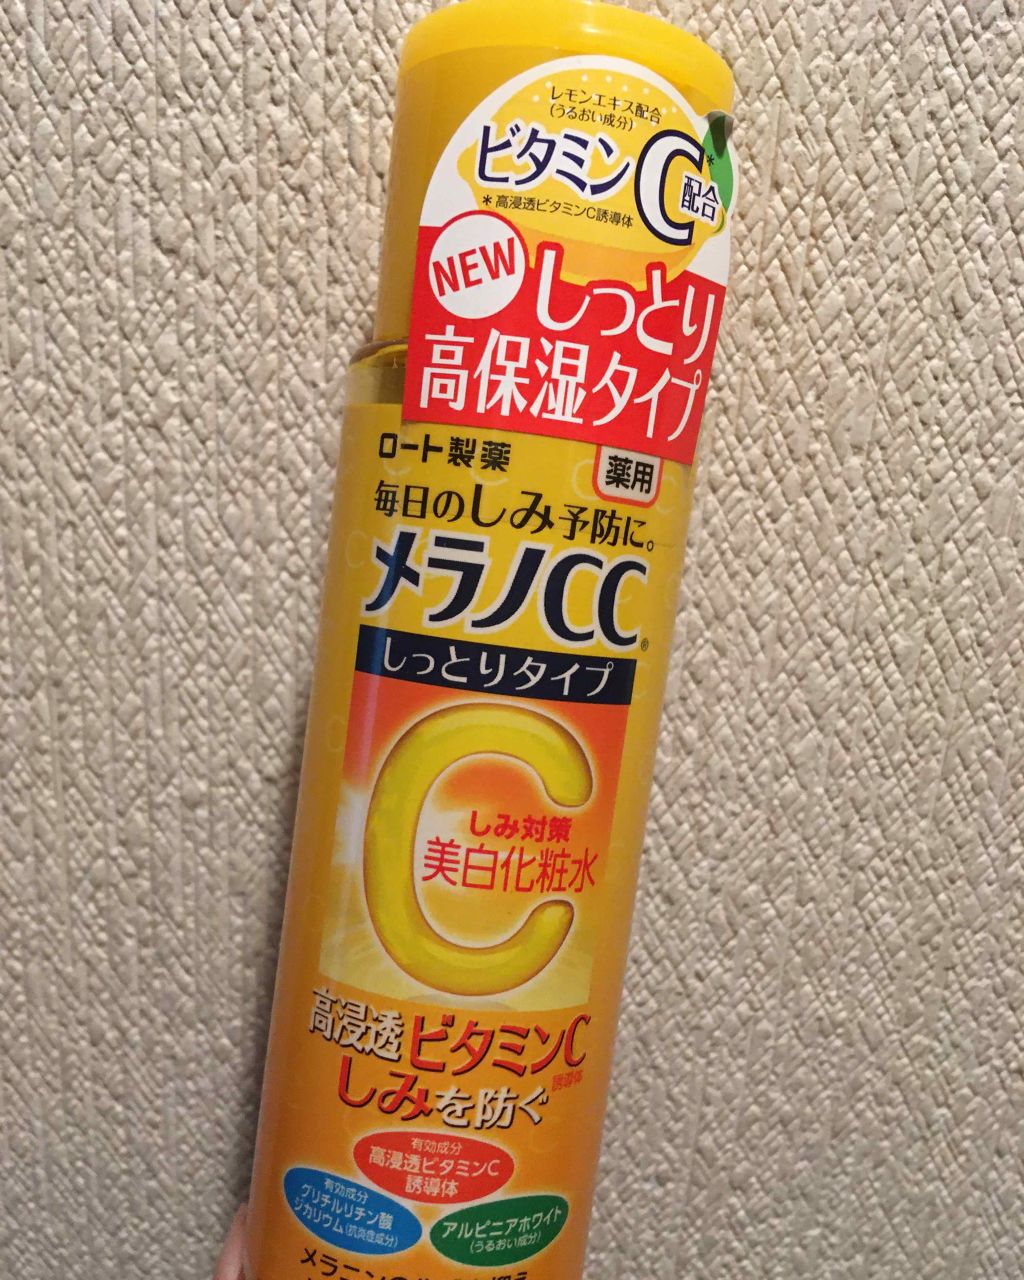 レモンエキス配合
(うるおい成分)
ビタミンC*配合
*高浸透ビタミンC誘導体
NEW
しっとり
高保湿タイプ
ロート製薬
薬用
毎日のしみ予防に。
メラノCC®
しっとりタイプ
しみ対策
美白化粧水
高浸透ビタミンC
誘導体
しみを防ぐ
有効成分
高浸透ビタミンC
誘導体
有効成分
グリチルリチン酸
ジカリウム(抗炎症成分)
アルピニアホワイト
(うるおい成分)